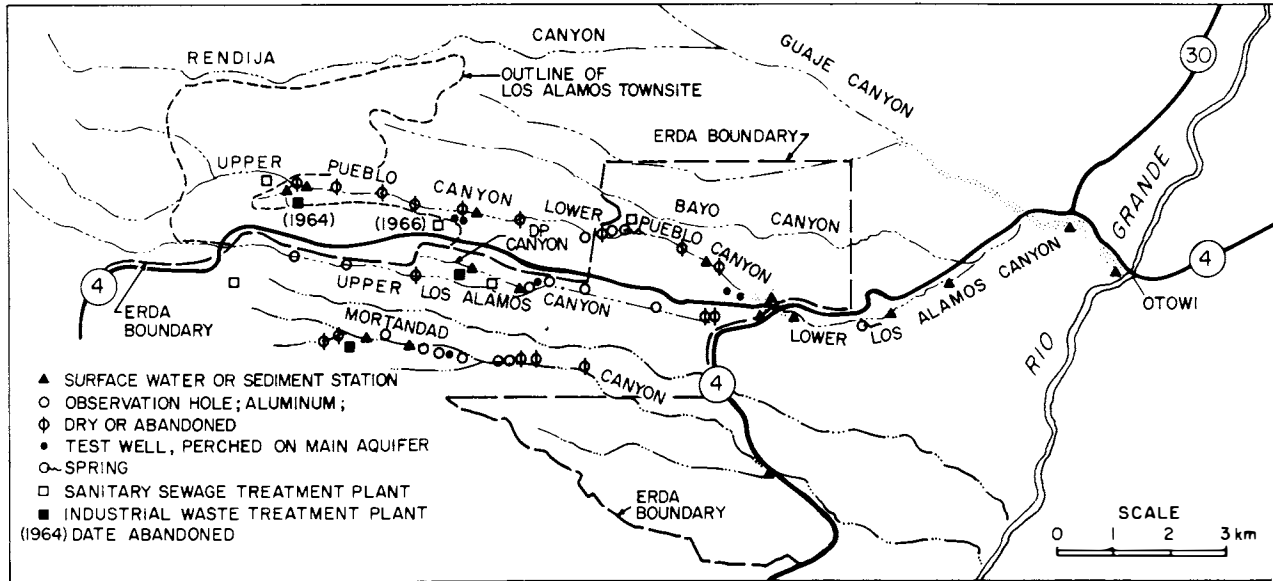 RENDIJA
CANYON
GUAJE CANYON
30
OUTLINE OF
LOS ALAMOS TOWNSITE
ERDA BOUNDARY
UPPER PUEBLO CANYON
(1964)
(1966)
LOWER PUEBLO CANYON
BAYO CANYON
DP
CANYON
GRANDE
4
4
ERDA
BOUNDARY
UPPER LOS ALAMOS CANYON
LOWER LOS ALAMOS CANYON
OTOWI
MORTANDAD
CANYON
RIO
4
SURFACE WATER OR SEDIMENT STATION
OBSERVATION HOLE; ALUMINUM;
DRY OR ABANDONED
TEST WELL, PERCHED ON MAIN AQUIFER
SPRING
SANITARY SEWAGE TREATMENT PLANT
INDUSTRIAL WASTE TREATMENT PLANT
(1964) DATE ABANDONED
ERDA
BOUNDARY
SCALE
0 1 2 3 km